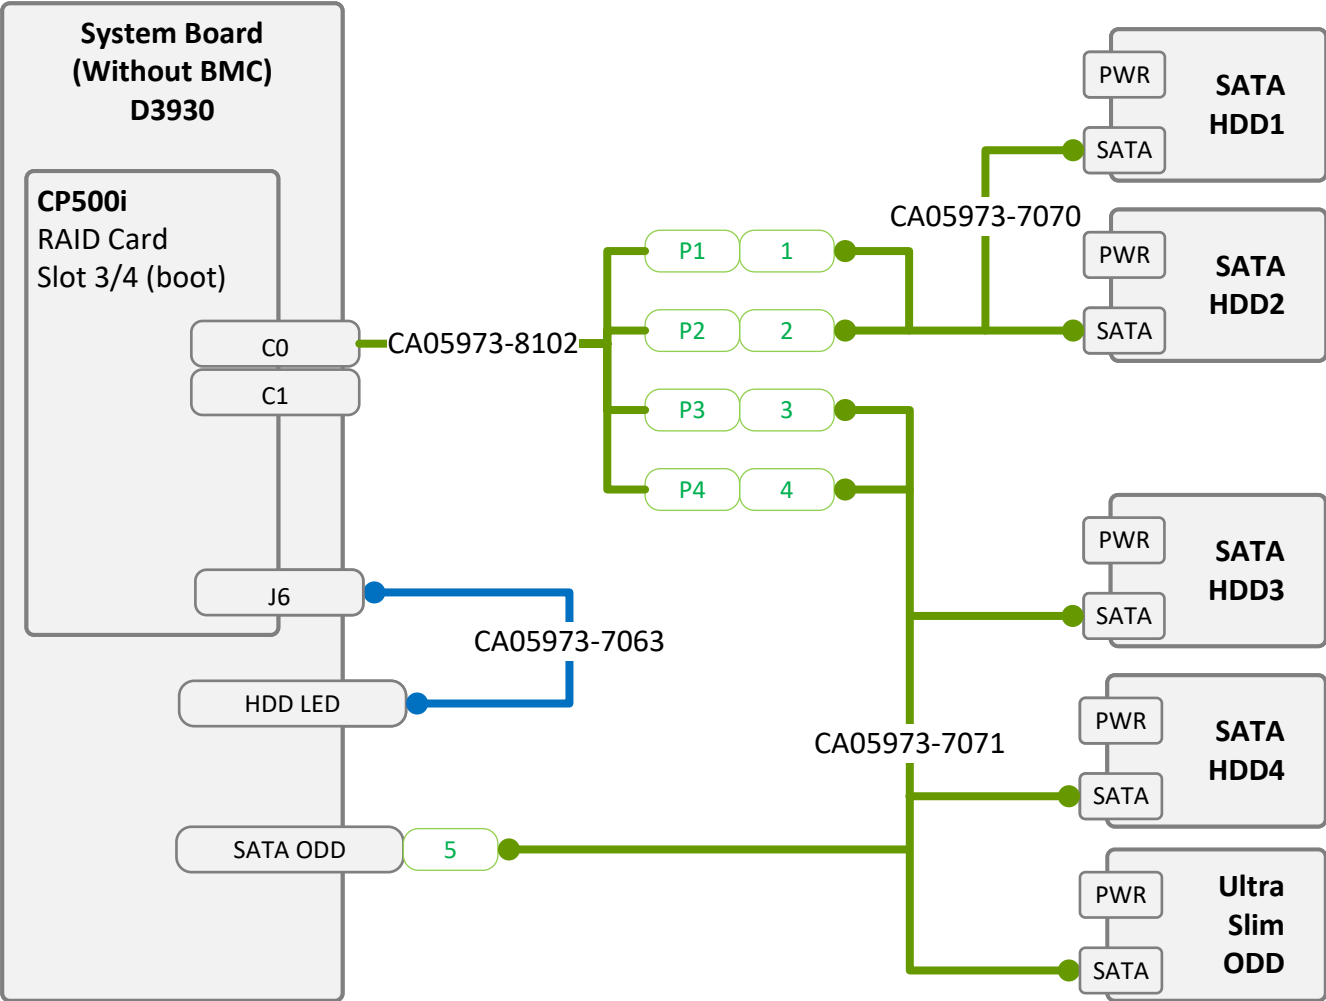 System Board
(Without BMC)
D3930
CP500i
RAID Card
Slot 3/4 (boot)
C0
C1
J6
HDD LED
SATA ODD
5
CA05973-8102
CA05973-7063
P1
1
P2
2
P3
3
P4
4
CA05973-7070
CA05973-7071
PWR
SATA
SATA
HDD1
PWR
SATA
SATA
HDD2
PWR
SATA
SATA
HDD3
PWR
SATA
SATA
HDD4
PWR
SATA
Ultra
Slim
ODD